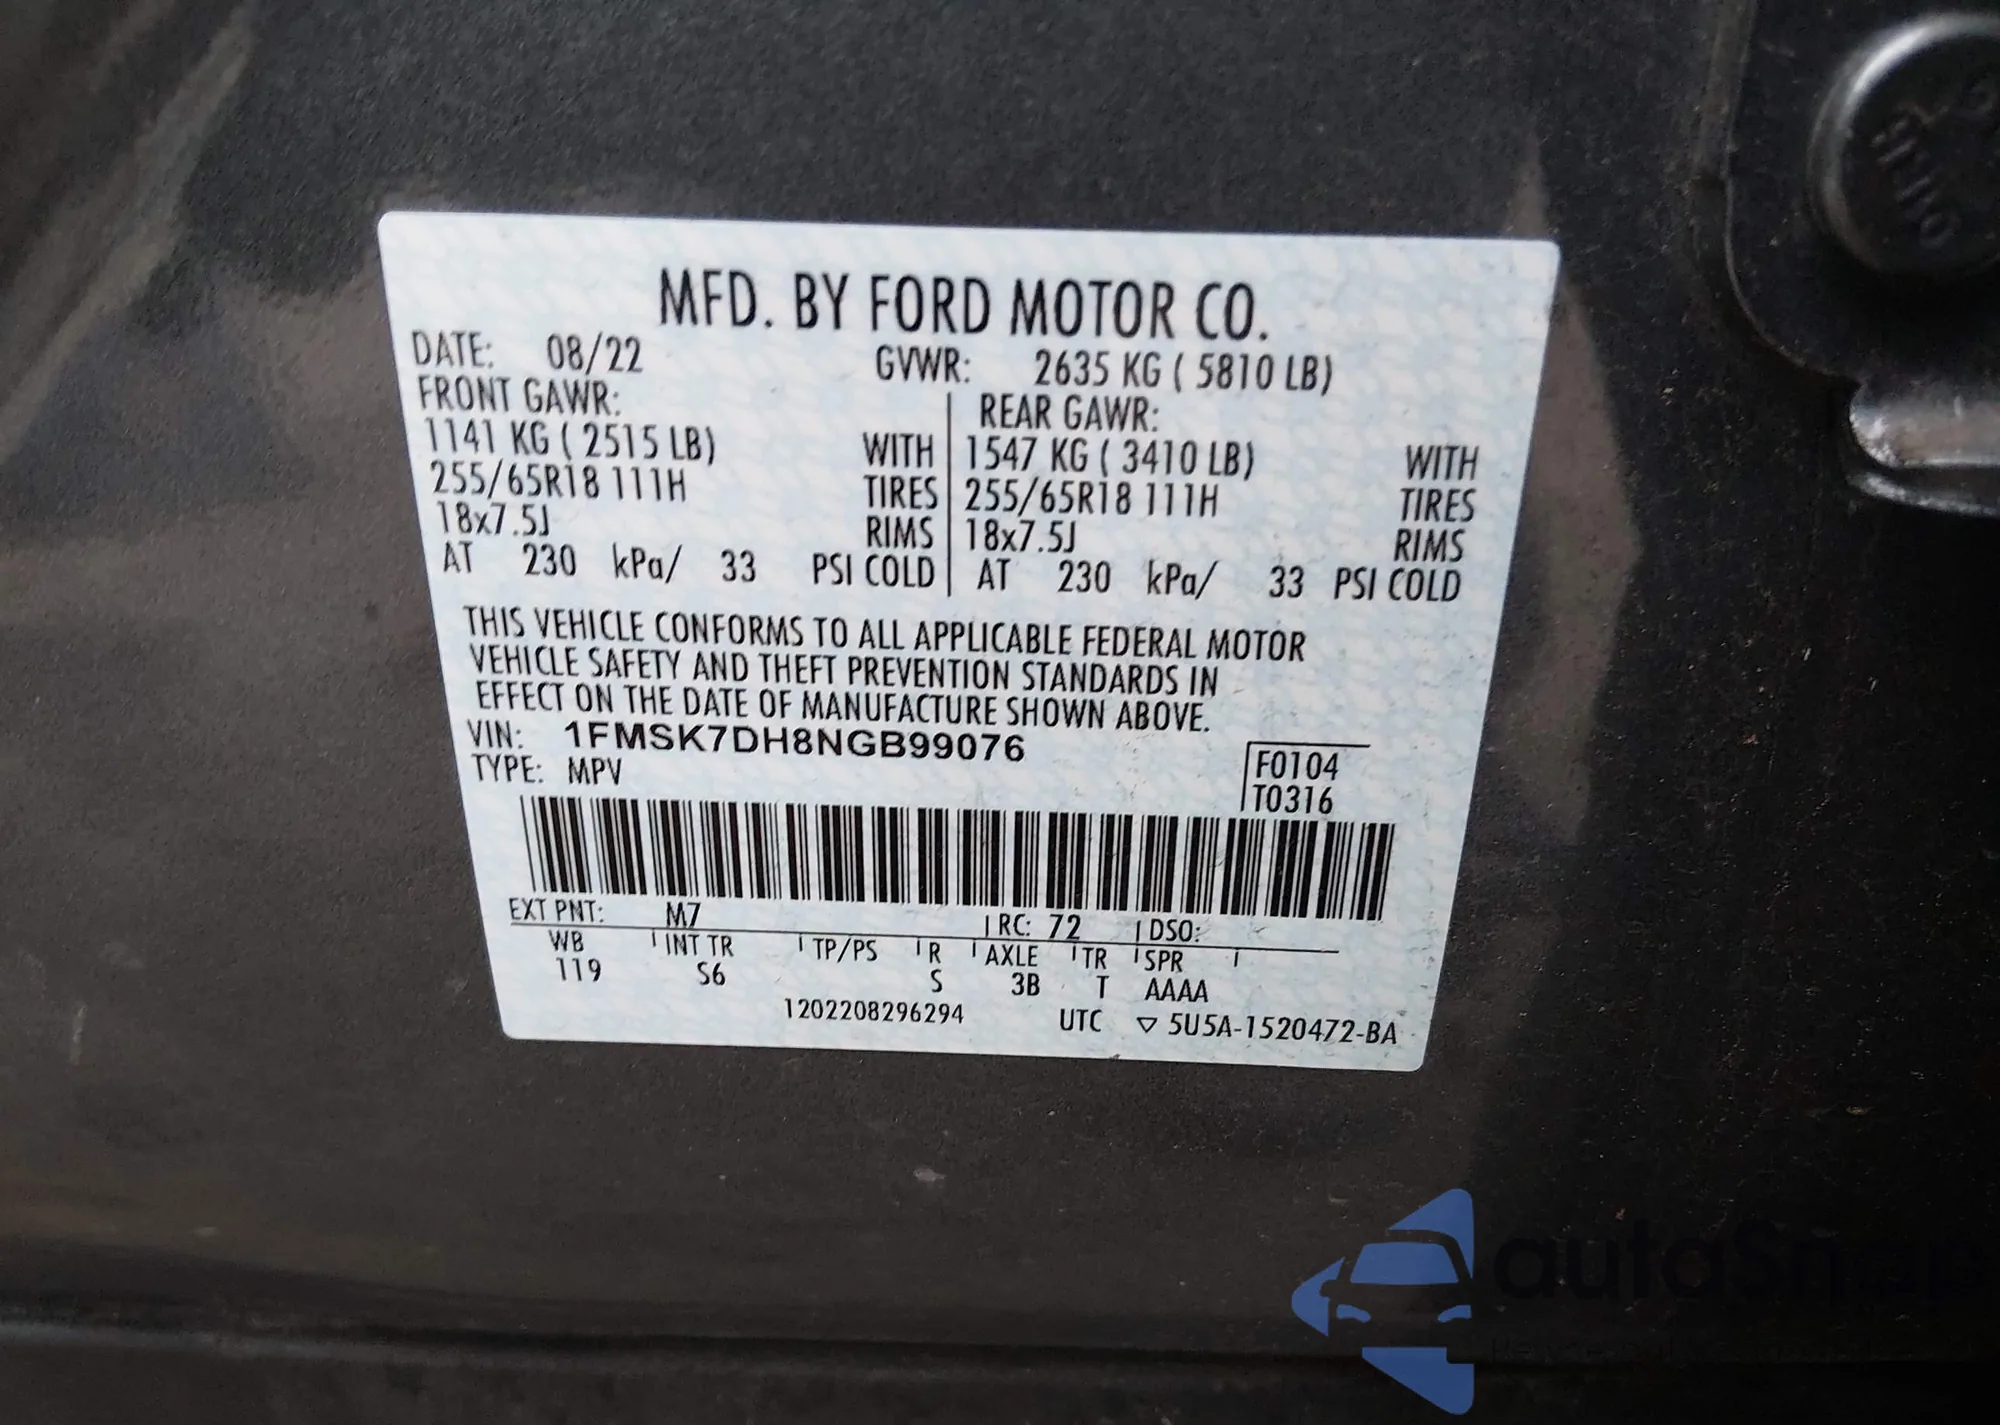 MFD. BY FORD MOTOR CO.
DATE: 08/22 GVWR: 2635 KG ( 5810 LB)
FRONT GAWR: REAR GAWR:
1141 KG ( 2515 LB) WITH 1547 KG ( 3410 LB) WITH
255/65R18 111H TIRES 255/65R18 111H TIRES
18x7.5J RIMS 18x7.5J RIMS
AT 230 kPa/ 33 PSI COLD AT 230 kPa/ 33 PSI COLD
THIS VEHICLE CONFORMS TO ALL APPLICABLE FEDERAL MOTOR
VEHICLE SAFETY AND THEFT PREVENTION STANDARDS IN
EFFECT ON THE DATE OF MANUFACTURE SHOWN ABOVE.
VIN: 1FMSK7DH8NGB99076
TYPE: MPV
F0104
T0316
EXT PNT: M7 RC: 72 DSO:
WB INT TR TP/PS R AXLE TR SPR
119 S6 S 3B T AAAA
1202208296294 UTC ▽ 5U5A-1520472-BA
autoShop